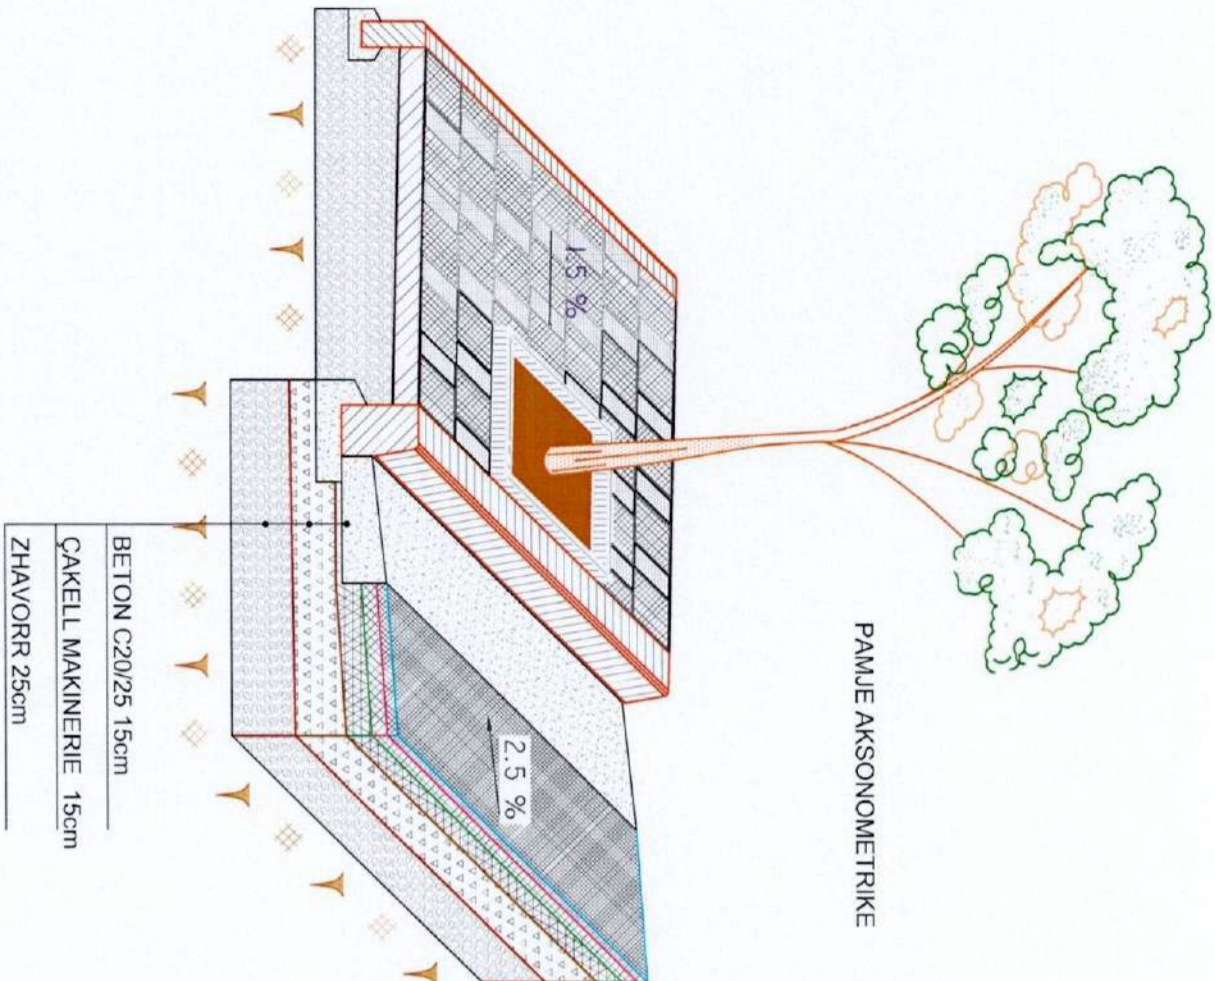 PAMJE AKSONOMETRIKE
1.5 %
2.5 %
BETON C20/25 15cm
ÇAKELL MAKINERIE 15cm
ZHAVORR 25cm